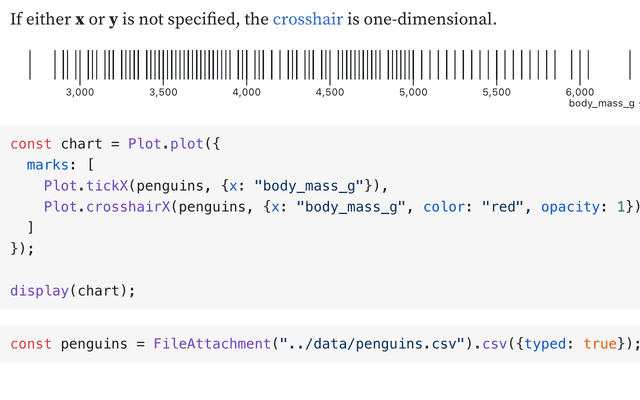 If either x or y is not specified, the crosshair is one-dimensional.
3,000 3,500 4,000 4,500 5,000 5,500 6,000
body_mass_g
const chart = Plot.plot({
  marks: [
    Plot.tickX(penguins, {x: "body_mass_g"}),
    Plot.crosshairX(penguins, {x: "body_mass_g", color: "red", opacity: 1})
  ]
});
display(chart);
const penguins = FileAttachment("../data/penguins.csv").csv({typed: true});